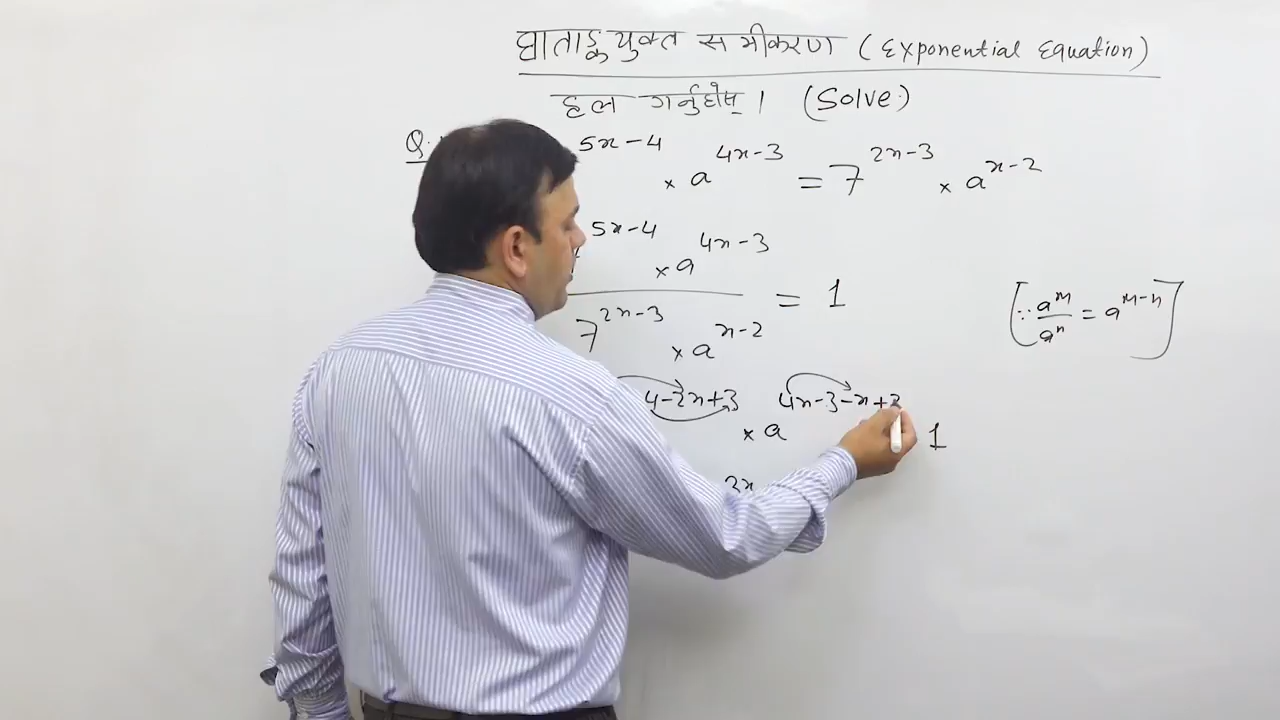 घाताङ्कयुक्त समीकरण (Exponential Equation)
हल गर्नुहोस् । (Solve)
Q.
5x-4 × a^{4x-3} = 7^{2x-3} × a^{x-2}
5x-4 × a^{4x-3}
= 1
7^{2x-3} × a^{x-2}
[∵ a^m/a^n = a^{m-n}]
4-2x+3 × a^{4x-3-x+2} 1
3x